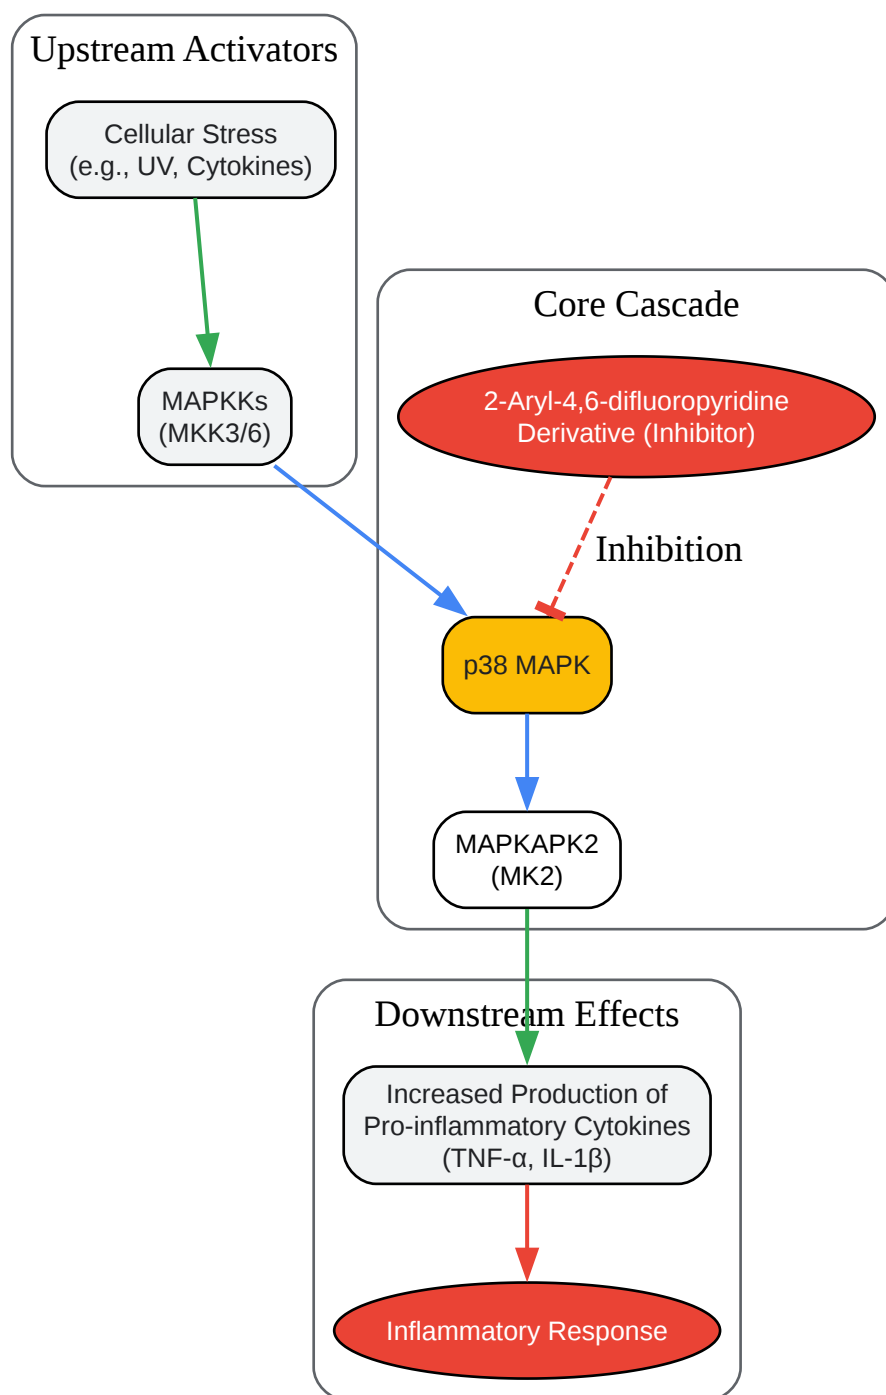 Upstream Activators
Cellular Stress
(e.g., UV, Cytokines)
MAPKKs
(MKK3/6)
Core Cascade
2-Aryl-4,6-difluoropyridine
Derivative (Inhibitor)
Inhibition
p38 MAPK
MAPKAPK2
(MK2)
Downstream Effects
Increased Production of
Pro-inflammatory Cytokines
(TNF-α, IL-1β)
Inflammatory Response